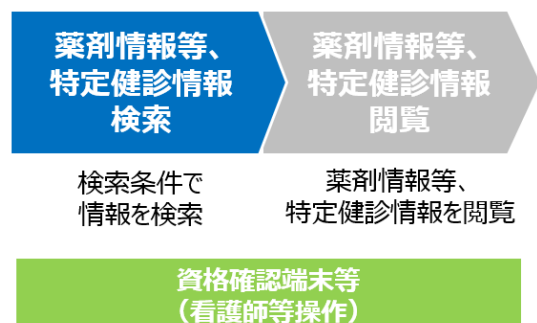 薬剤情報等、
特定健診情報
検索
薬剤情報等、
特定健診情報
閲覧
検索条件で
情報を検索
薬剤情報等、
特定健診情報を閲覧
資格確認端末等
（看護師等操作）